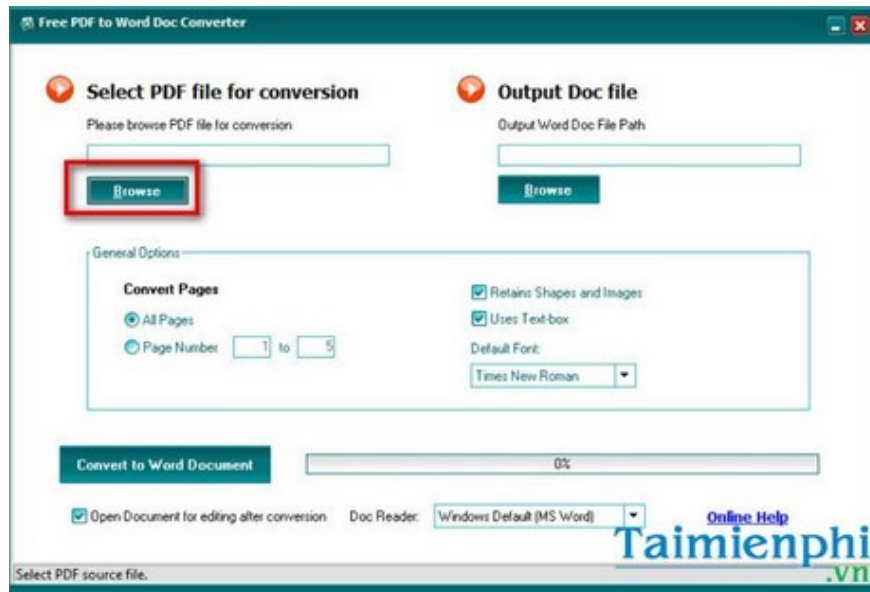 Free PDF to Word Doc Converter
Select PDF file for conversion
Please browse PDF file for conversion
Browse
Output Doc file
Output Word Doc File Path
Browse
General Options
Convert Pages
All Pages
Page Number 1 to 5
Retains Shapes and Images
Uses Text-box
Default Font:
Times New Roman
Convert to Word Document
0%
Open Document for editing after conversion
Doc Reader:
Windows Default (MS Word)
Online Help
Taimienphi
.vn
Select PDF source file.